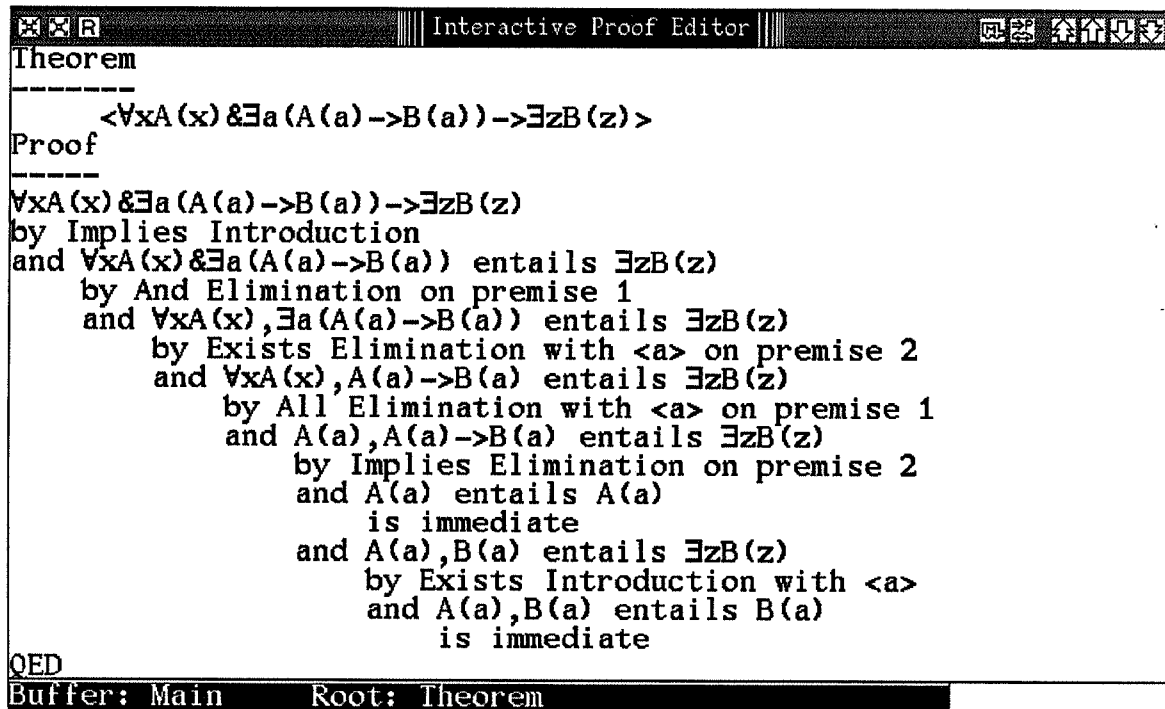 R Interactive Proof Editor
Theorem
-------
<∀xA(x)&∃a(A(a)->B(a))->∃zB(z)>
Proof
-----
∀xA(x)&∃a(A(a)->B(a))->∃zB(z)
by Implies Introduction
and ∀xA(x)&∃a(A(a)->B(a)) entails ∃zB(z)
by And Elimination on premise 1
and ∀xA(x),∃a(A(a)->B(a)) entails ∃zB(z)
by Exists Elimination with <a> on premise 2
and ∀xA(x),A(a)->B(a) entails ∃zB(z)
by All Elimination with <a> on premise 1
and A(a),A(a)->B(a) entails ∃zB(z)
by Implies Elimination on premise 2
and A(a) entails A(a)
is immediate
and A(a),B(a) entails ∃zB(z)
by Exists Introduction with <a>
and A(a),B(a) entails B(a)
is immediate
QED
Buffer: Main Root: Theorem